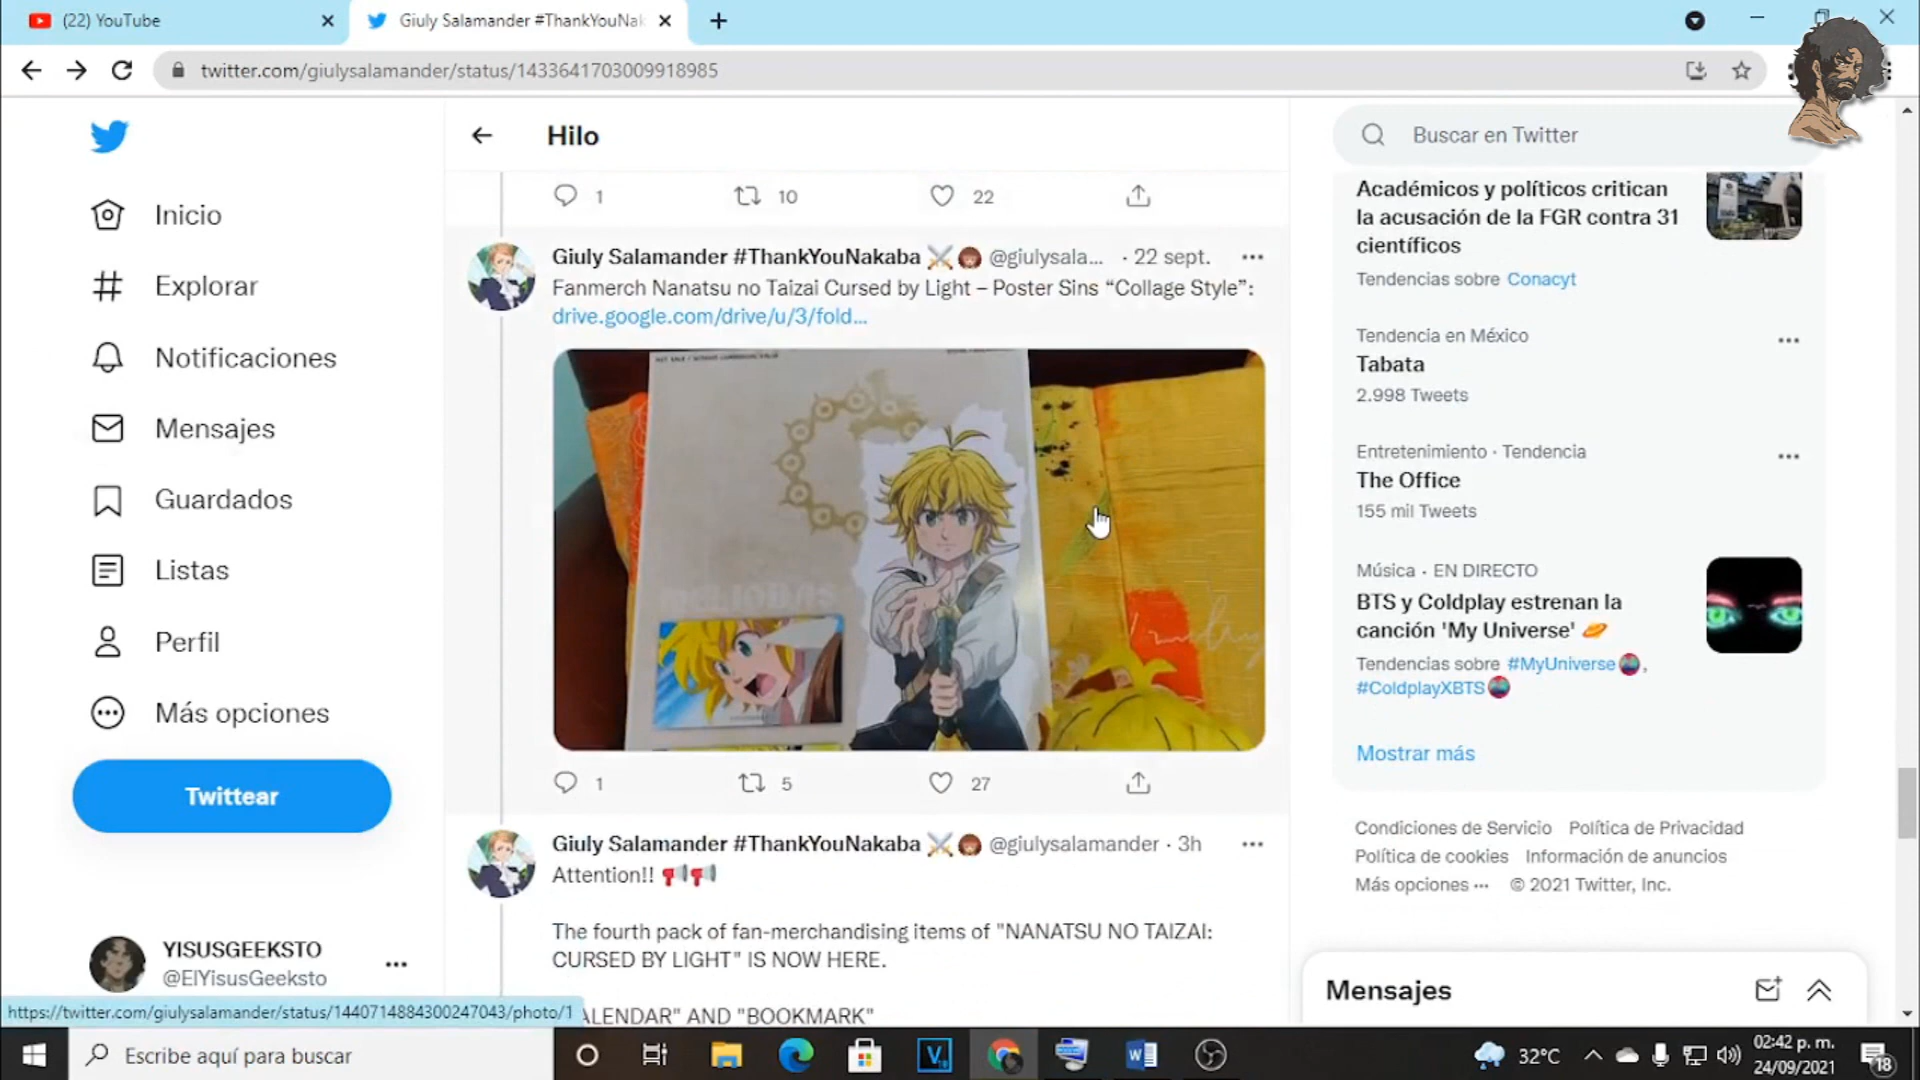 (22) YouTube
Giuly Salamander #ThankYouNak
twitter.com/giulysalamander/status/1433641703009918985
Hilo
Buscar en Twitter
Inicio
Explorar
Notificaciones
Mensajes
Guardados
Listas
Perfil
Más opciones
Twittear
YISUSGEEKSTO
@ElYisusGeeksto
1 10 22
Giuly Salamander #ThankYouNakaba ⚔️🦁 @giulysala... · 22 sept.
Fanmerch Nanatsu no Taizai Cursed by Light – Poster Sins “Collage Style”:
drive.google.com/drive/u/3/fold...
MELIODAS
1 5 27
Giuly Salamander #ThankYouNakaba ⚔️🦁 @giulysalamander · 3h
Attention!! 📢📢
The fourth pack of fan-merchandising items of "NANATSU NO TAIZAI:
CURSED BY LIGHT" IS NOW HERE.
ALENDAR" AND "BOOKMARK"
Académicos y políticos critican
la acusación de la FGR contra 31
científicos
Tendencias sobre Conacyt
Tendencia en México
Tabata
2.998 Tweets
Entretenimiento · Tendencia
The Office
155 mil Tweets
Música · EN DIRECTO
BTS y Coldplay estrenan la
canción 'My Universe' 🪐
Tendencias sobre #MyUniverse,
#ColdplayXBTS
Mostrar más
Condiciones de Servicio Política de Privacidad
Política de cookies Información de anuncios
Más opciones ··· © 2021 Twitter, Inc.
Mensajes
https://twitter.com/giulysalamander/status/1440714884300247043/photo/1
Escribe aquí para buscar
32°C
02:42 p. m.
24/09/2021
18